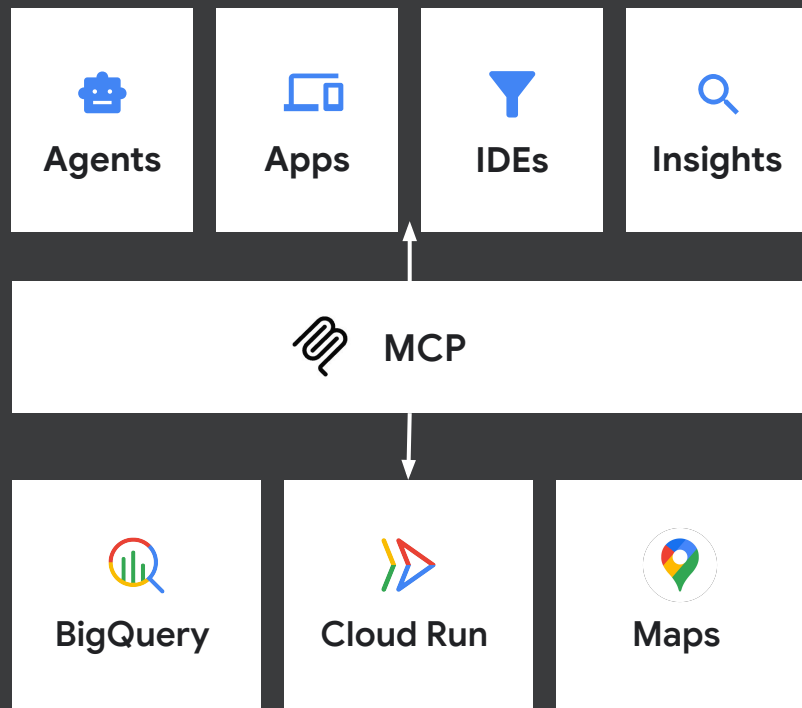 Agents
Apps
IDEs
Insights
MCP
BigQuery
Cloud Run
Maps